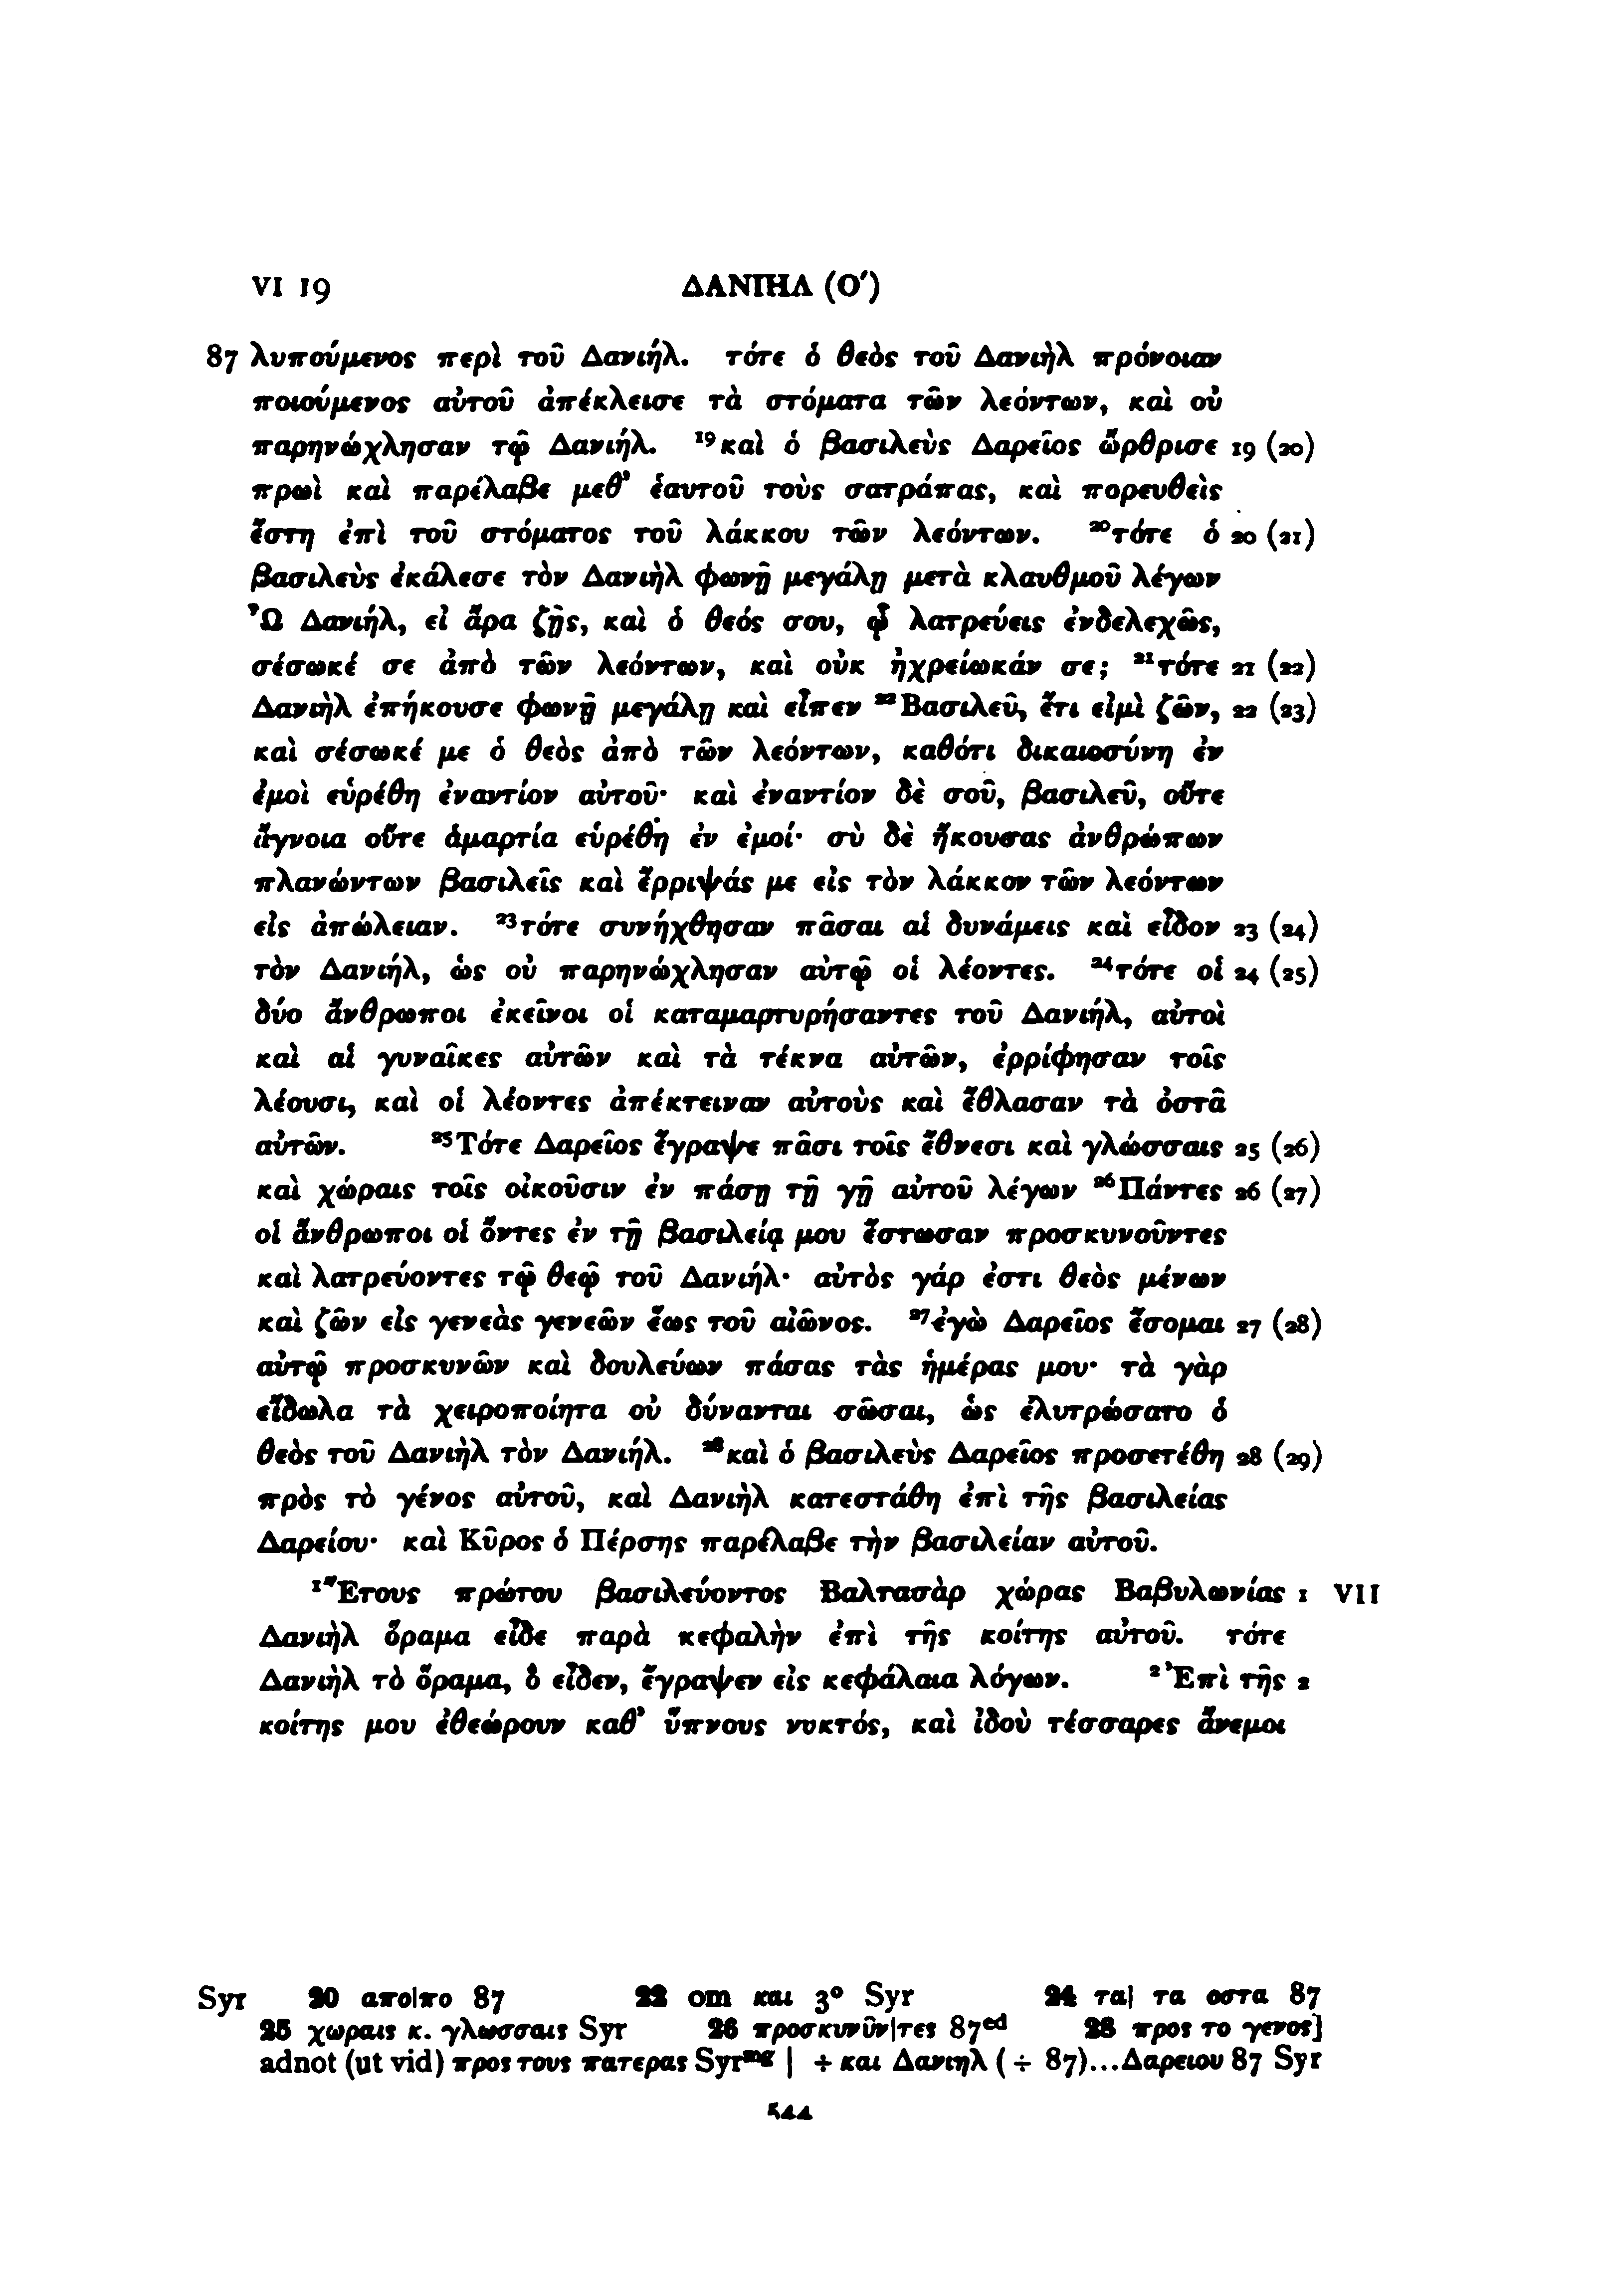 VI 19 ΔΑΝΙΗΛ (Ο′)
87 λυπούμενος περὶ τοῦ Δανιήλ. τότε ὁ θεὸς τοῦ Δανιὴλ πρόνοιαν
ποιούμενος αὐτοῦ ἀπέκλεισε τὰ στόματα τῶν λεόντων, καὶ οὐ
παρηνώχλησαν τῷ Δανιήλ. ¹⁹καὶ ὁ βασιλεὺς Δαρεῖος ὤρθρισε 19 (20)
πρωὶ καὶ παρέλαβε μεθ’ ἑαυτοῦ τοὺς σατράπας, καὶ πορευθεὶς
ἔστη ἐπὶ τοῦ στόματος τοῦ λάκκου τῶν λεόντων. ²⁰τότε ὁ 20 (21)
βασιλεὺς ἐκάλεσε τὸν Δανιὴλ φωνῇ μεγάλῃ μετὰ κλαυθμοῦ λέγων
Ὦ Δανιήλ, εἰ ἄρα ζῇς, καὶ ὁ θεός σου, ᾧ λατρεύεις ἐνδελεχῶς,
σέσωκέ σε ἀπὸ τῶν λεόντων, καὶ οὐκ ἠχρείωκάν σε; ²¹τότε 21 (22)
Δανιὴλ ἐπήκουσε φωνῇ μεγάλῃ καὶ εἶπεν ²²Βασιλεῦ, ἔτι εἰμὶ ζῶν, 22 (23)
καὶ σέσωκέ με ὁ θεὸς ἀπὸ τῶν λεόντων, καθότι δικαιοσύνη ἐν
ἐμοὶ εὑρέθη ἐναντίον αὐτοῦ· καὶ ἐναντίον δὲ σοῦ, βασιλεῦ, οὔτε
ἄγνοια οὔτε ἁμαρτία εὑρέθη ἐν ἐμοί· σὺ δὲ ἤκουσας ἀνθρώπων
πλανώντων βασιλεῖς καὶ ἔρριψάς με εἰς τὸν λάκκον τῶν λεόντων
εἰς ἀπώλειαν. ²³τότε συνήχθησαν πᾶσαι αἱ δυνάμεις καὶ εἶδον 23 (24)
τὸν Δανιήλ, ὡς οὐ παρηνώχλησαν αὐτῷ οἱ λέοντες. ²⁴τότε οἱ 24 (25)
δύο ἄνθρωποι ἐκεῖνοι οἱ καταμαρτυρήσαντες τοῦ Δανιήλ, αὐτοὶ
καὶ αἱ γυναῖκες αὐτῶν καὶ τὰ τέκνα αὐτῶν, ἐρρίφησαν τοῖς
λέουσι, καὶ οἱ λέοντες ἀπέκτειναν αὐτοὺς καὶ ἔθλασαν τὰ ὀστᾶ
αὐτῶν. ²⁵Τότε Δαρεῖος ἔγραψε πᾶσι τοῖς ἔθνεσι καὶ γλώσσαις 25 (26)
καὶ χώραις τοῖς οἰκοῦσιν ἐν πάσῃ τῇ γῇ αὐτοῦ λέγων ²⁶Πάντες 26 (27)
οἱ ἄνθρωποι οἱ ὄντες ἐν τῇ βασιλείᾳ μου ἔστωσαν προσκυνοῦντες
καὶ λατρεύοντες τῷ θεῷ τοῦ Δανιήλ· αὐτὸς γάρ ἐστι θεὸς μένων
καὶ ζῶν εἰς γενεὰς γενεῶν ἕως τοῦ αἰῶνος. ²⁷ἐγὼ Δαρεῖος ἔσομαι 27 (28)
αὐτῷ προσκυνῶν καὶ δουλεύων πάσας τὰς ἡμέρας μου· τὰ γὰρ
εἴδωλα τὰ χειροποίητα οὐ δύνανται σῶσαι, ὡς ἐλυτρώσατο ὁ
θεὸς τοῦ Δανιὴλ τὸν Δανιήλ. ²⁸καὶ ὁ βασιλεὺς Δαρεῖος προσετέθη 28 (29)
πρὸς τὸ γένος αὐτοῦ, καὶ Δανιὴλ κατεστάθη ἐπὶ τῆς βασιλείας
Δαρείου· καὶ Κῦρος ὁ Πέρσης παρέλαβε τὴν βασιλείαν αὐτοῦ.
¹Ἔτους πρώτου βασιλεύοντος Βαλτασὰρ χώρας Βαβυλωνίας 1 VII
Δανιὴλ ὅραμα εἶδε παρὰ κεφαλὴν ἐπὶ τῆς κοίτης αὐτοῦ. τότε
Δανιὴλ τὸ ὅραμα, ὃ εἶδεν, ἔγραψεν εἰς κεφάλαια λόγων. ²Ἐπὶ τῆς 2
κοίτης μου ἐθεώρουν καθ’ ὕπνους νυκτός, καὶ ἰδοὺ τέσσαρες ἄνεμοι
Syr 20 απο|πο 87 22 om και 3º Syr 24 τα| τα οστα 87
25 χωραις κ. γλωσσαις Syr 26 προσκυνῦν|τες 87ᵉᵈ 28 προς το γενος]
adnot (ut vid) προς τους πατερας Syrᵐᵍ | + και Δανιηλ (÷ 87)...Δαρειου 87 Syr
544